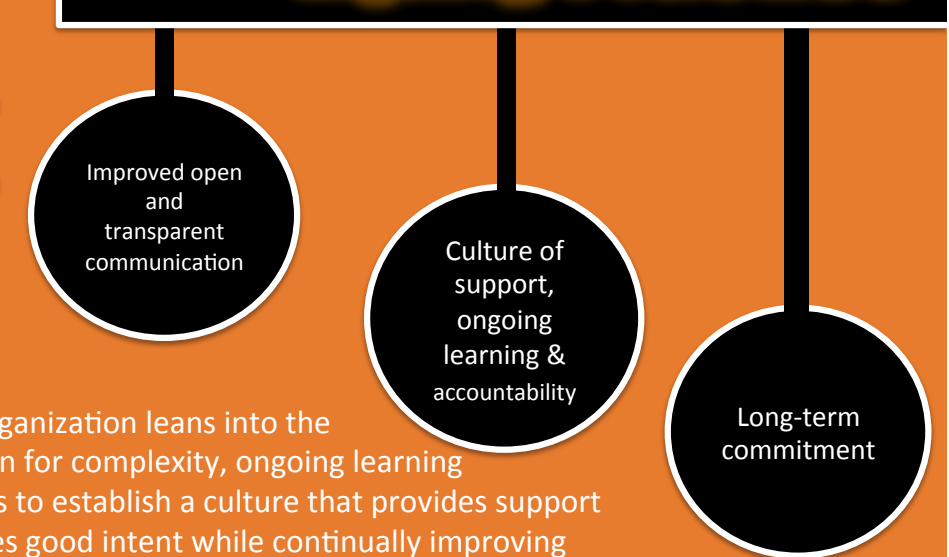 Improved open
and
transparent
communication
Culture of
support,
ongoing
learning &
accountability
Long-term
commitment
ganization leans into the
n for complexity, ongoing learning
s to establish a culture that provides support
es good intent while continually improving